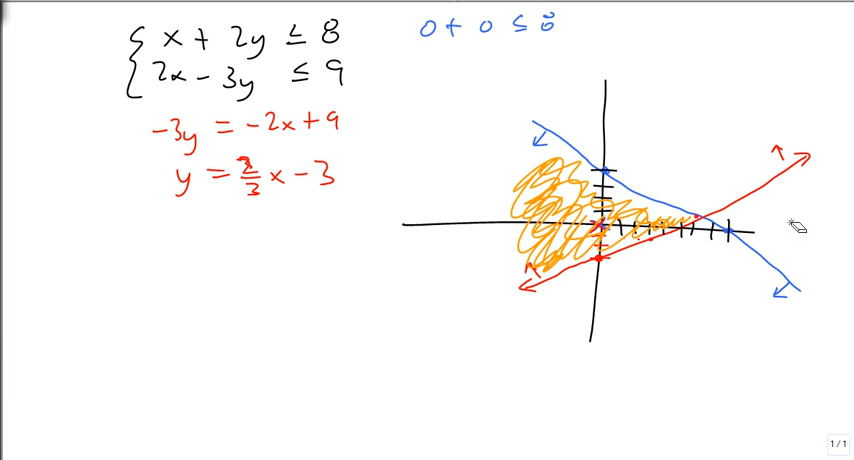 x + 2y ≤ 8
0 + 0 ≤ 8
2x - 3y ≤ 9
-3y = -2x + 9
y = 2/3 x - 3
1 / 1